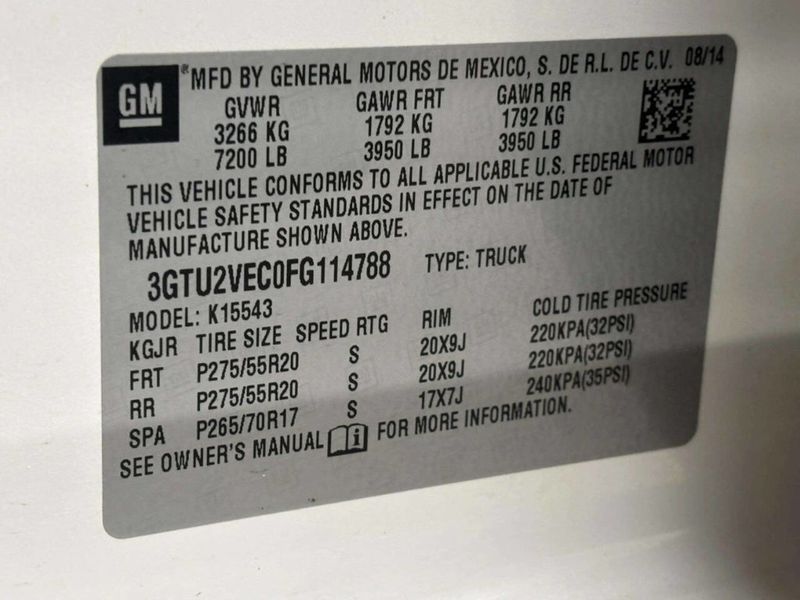 GM
MFD BY GENERAL MOTORS DE MEXICO, S. DE R.L. DE C.V. 08/14
GVWR GAWR FRT GAWR RR
3266 KG 1792 KG 1792 KG
7200 LB 3950 LB 3950 LB
THIS VEHICLE CONFORMS TO ALL APPLICABLE U.S. FEDERAL MOTOR
VEHICLE SAFETY STANDARDS IN EFFECT ON THE DATE OF
MANUFACTURE SHOWN ABOVE.
3GTU2VEC0FG114788 TYPE: TRUCK
MODEL: K15543
KGJR TIRE SIZE SPEED RTG RIM COLD TIRE PRESSURE
FRT P275/55R20 S 20X9J 220KPA(32PSI)
RR P275/55R20 S 20X9J 220KPA(32PSI)
SPA P265/70R17 S 17X7J 240KPA(35PSI)
SEE OWNER'S MANUAL FOR MORE INFORMATION.